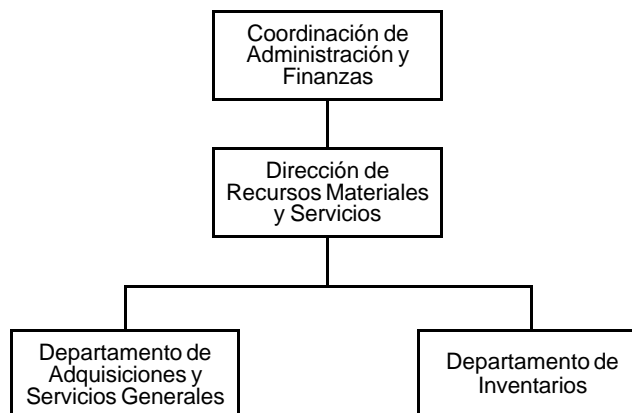 Coordinación de
Administración y
Finanzas
Dirección de
Recursos Materiales
y Servicios
Departamento de
Adquisiciones y
Servicios Generales
Departamento de
Inventarios